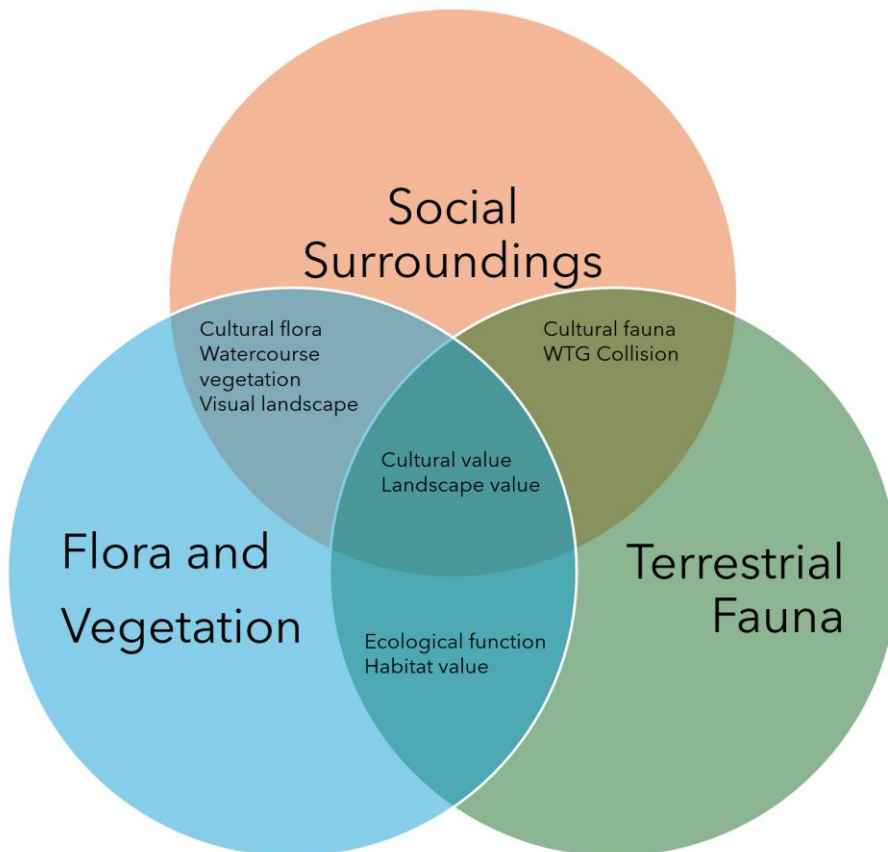 Social
Surroundings
Cultural flora
Watercourse
vegetation
Visual landscape
Cultural fauna
WTG Collision
Cultural value
Landscape value
Flora and
Vegetation
Terrestrial
Fauna
Ecological function
Habitat value